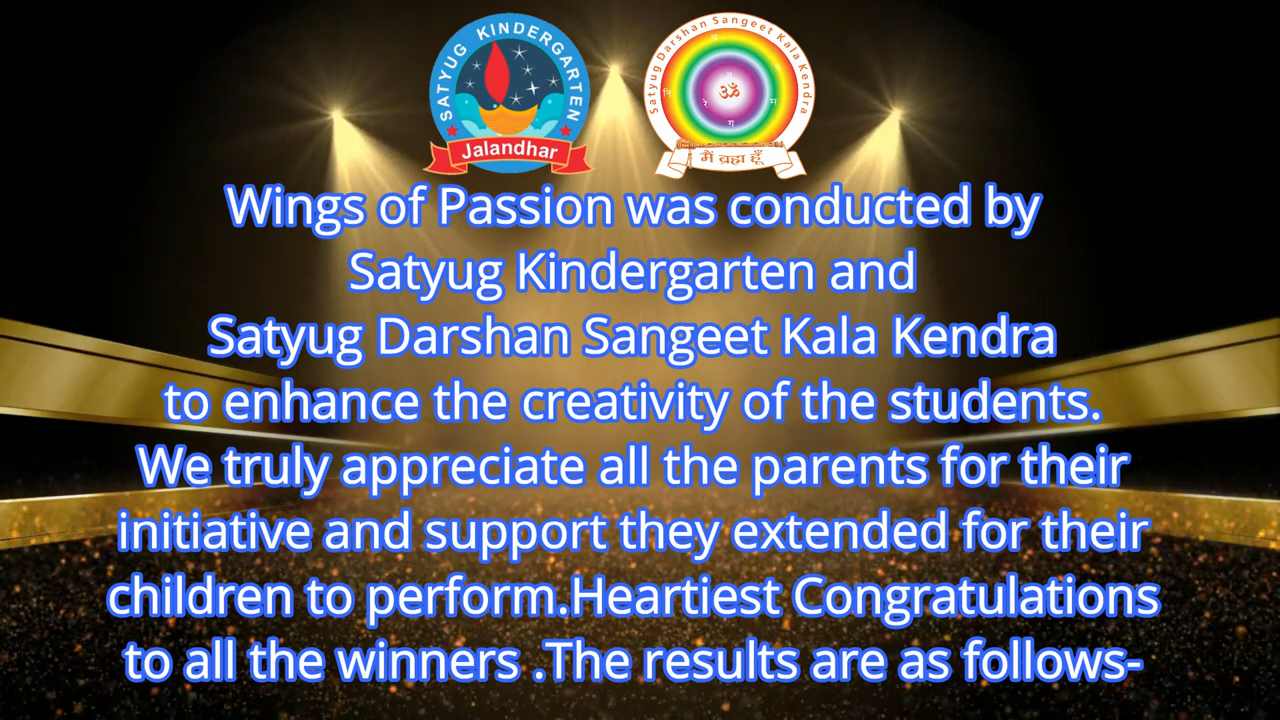 SATYUG KINDERGARTEN
Jalandhar
Satyug Darshan Sangeet Kala Kendra
ॐ
नि
रे
ग
म
मैं ब्रह्म हूँ
Wings of Passion was conducted by
Satyug Kindergarten and
Satyug Darshan Sangeet Kala Kendra
to enhance the creativity of the students.
We truly appreciate all the parents for their
initiative and support they extended for their
children to perform.Heartiest Congratulations
to all the winners .The results are as follows-